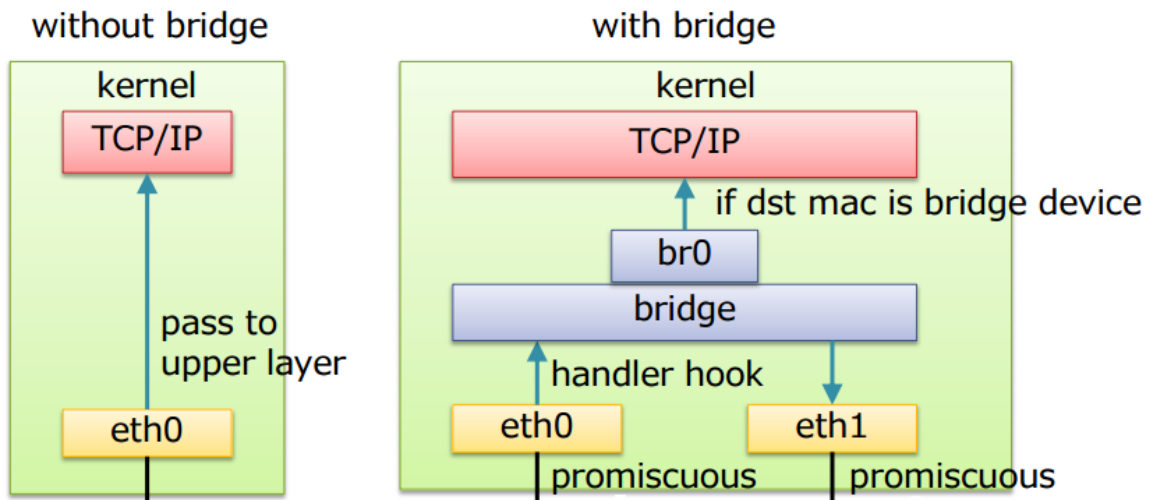 without bridge
kernel
TCP/IP
pass to
upper layer
eth0
with bridge
kernel
TCP/IP
if dst mac is bridge device
br0
bridge
handler hook
eth0
eth1
promiscuous
promiscuous